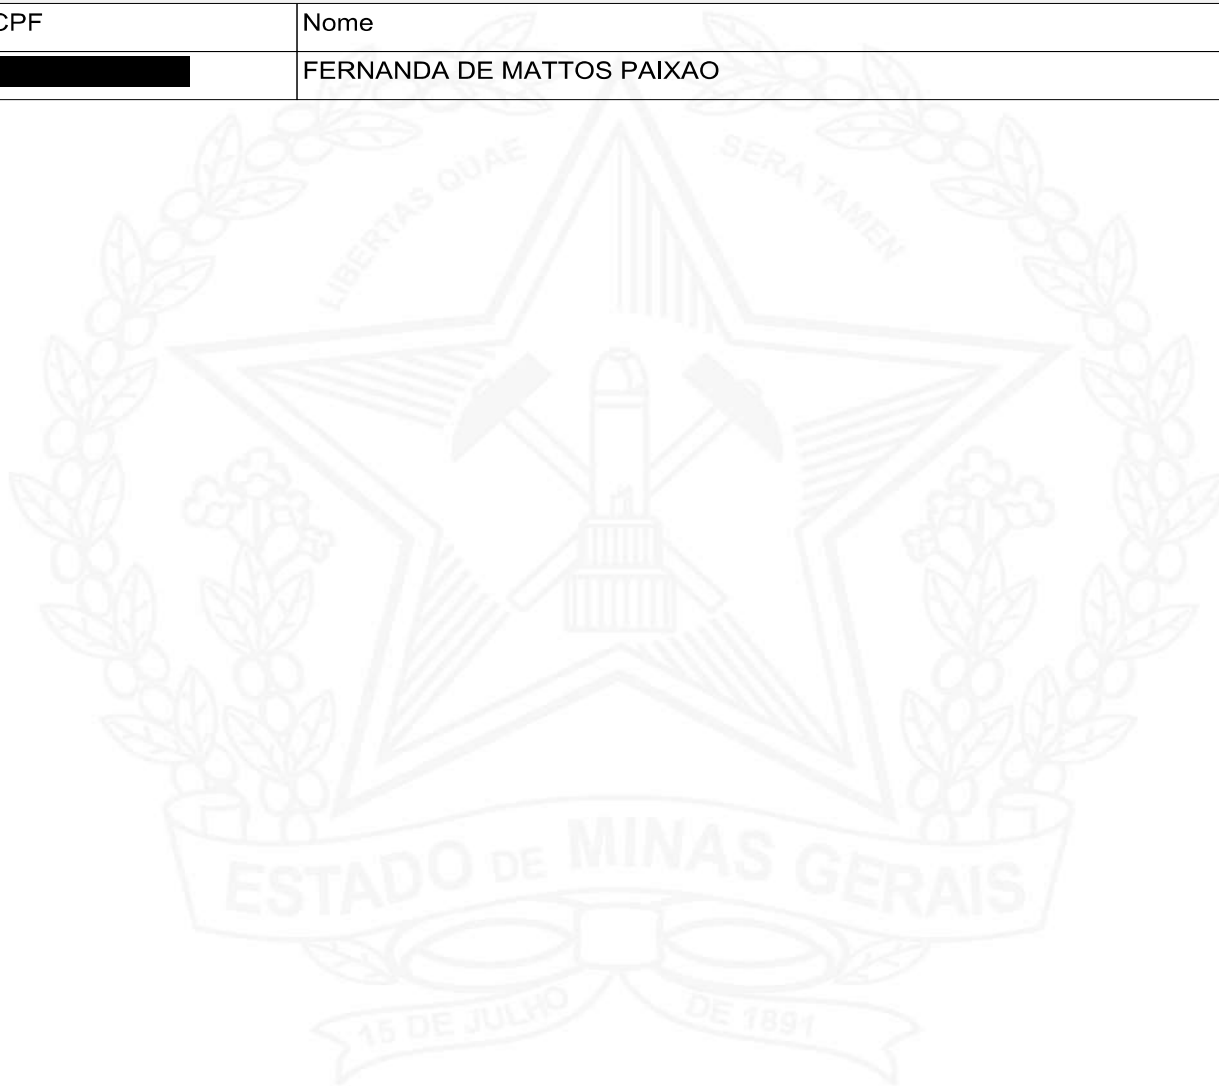 CPF Nome
FERNANDA DE MATTOS PAIXAO
LIBERTAS QUAE SERA TAMEN
ESTADO DE MINAS GERAIS
15 DE JULHO DE 1891